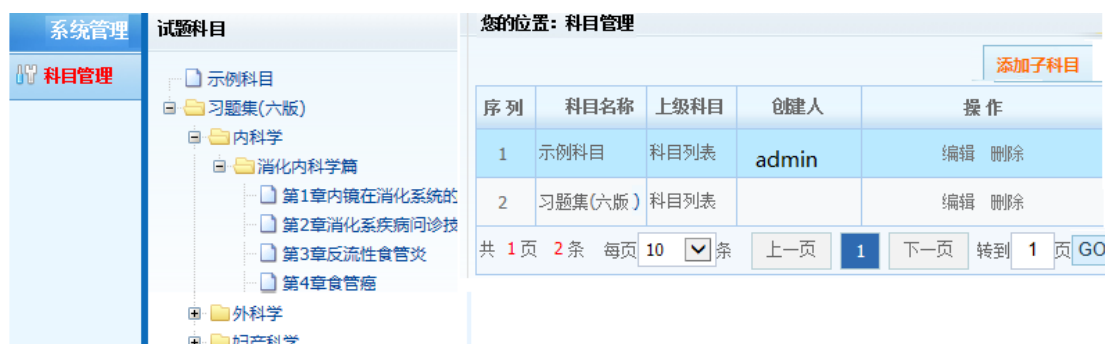 系统管理
科目管理
试题科目
示例科目
习题集(六版)
内科学
消化内科学篇
第1章内镜在消化系统的
第2章消化系疾病问诊技
第3章反流性食管炎
第4章食管癌
外科学
妇产科学
您的位置：科目管理
添加子科目
序列 科目名称 上级科目 创建人 操作
1 示例科目 科目列表 admin 编辑 删除
2 习题集(六版) 科目列表 编辑 删除
共 1页 2条 每页 10 条 上一页 1 下一页 转到 1 页 GO